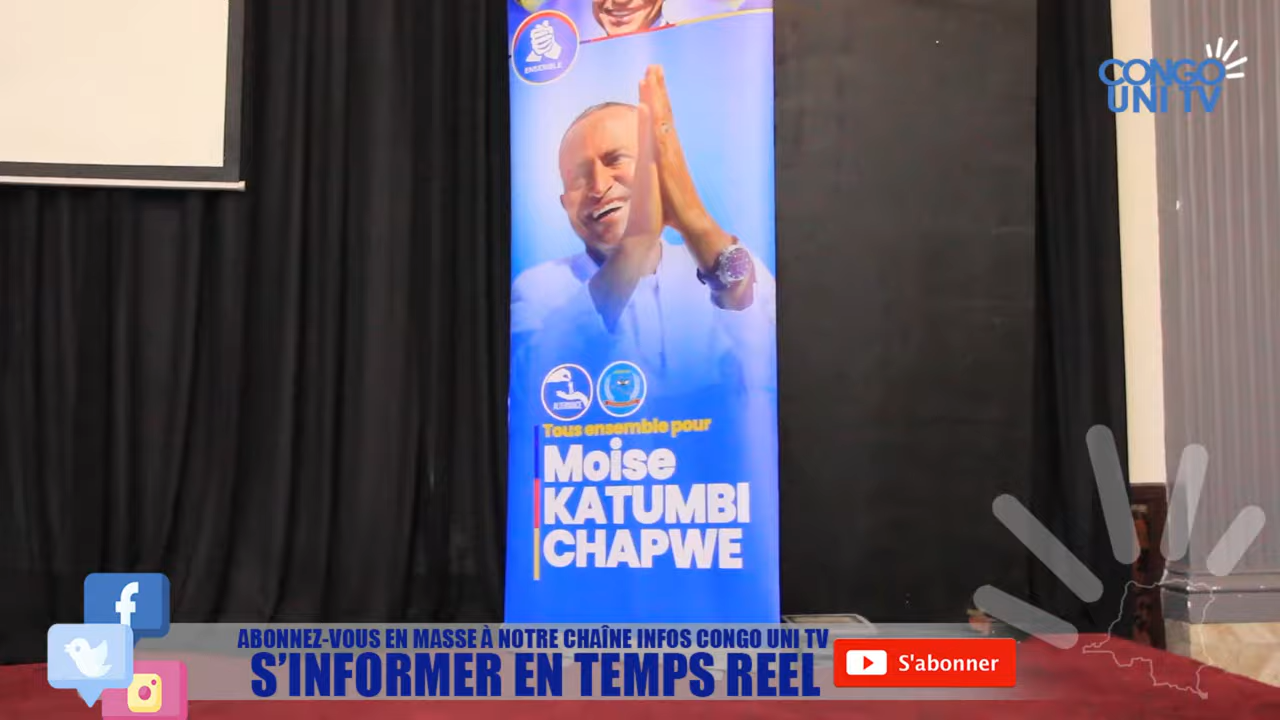 ENSEMBLE
CONGO
UNI TV
ALTERNANCE
Tous ensemble pour
Moise
KATUMBI
CHAPWE
ABONNEZ-VOUS EN MASSE À NOTRE CHAÎNE INFOS CONGO UNI TV
S'INFORMER EN TEMPS REEL
S'abonner